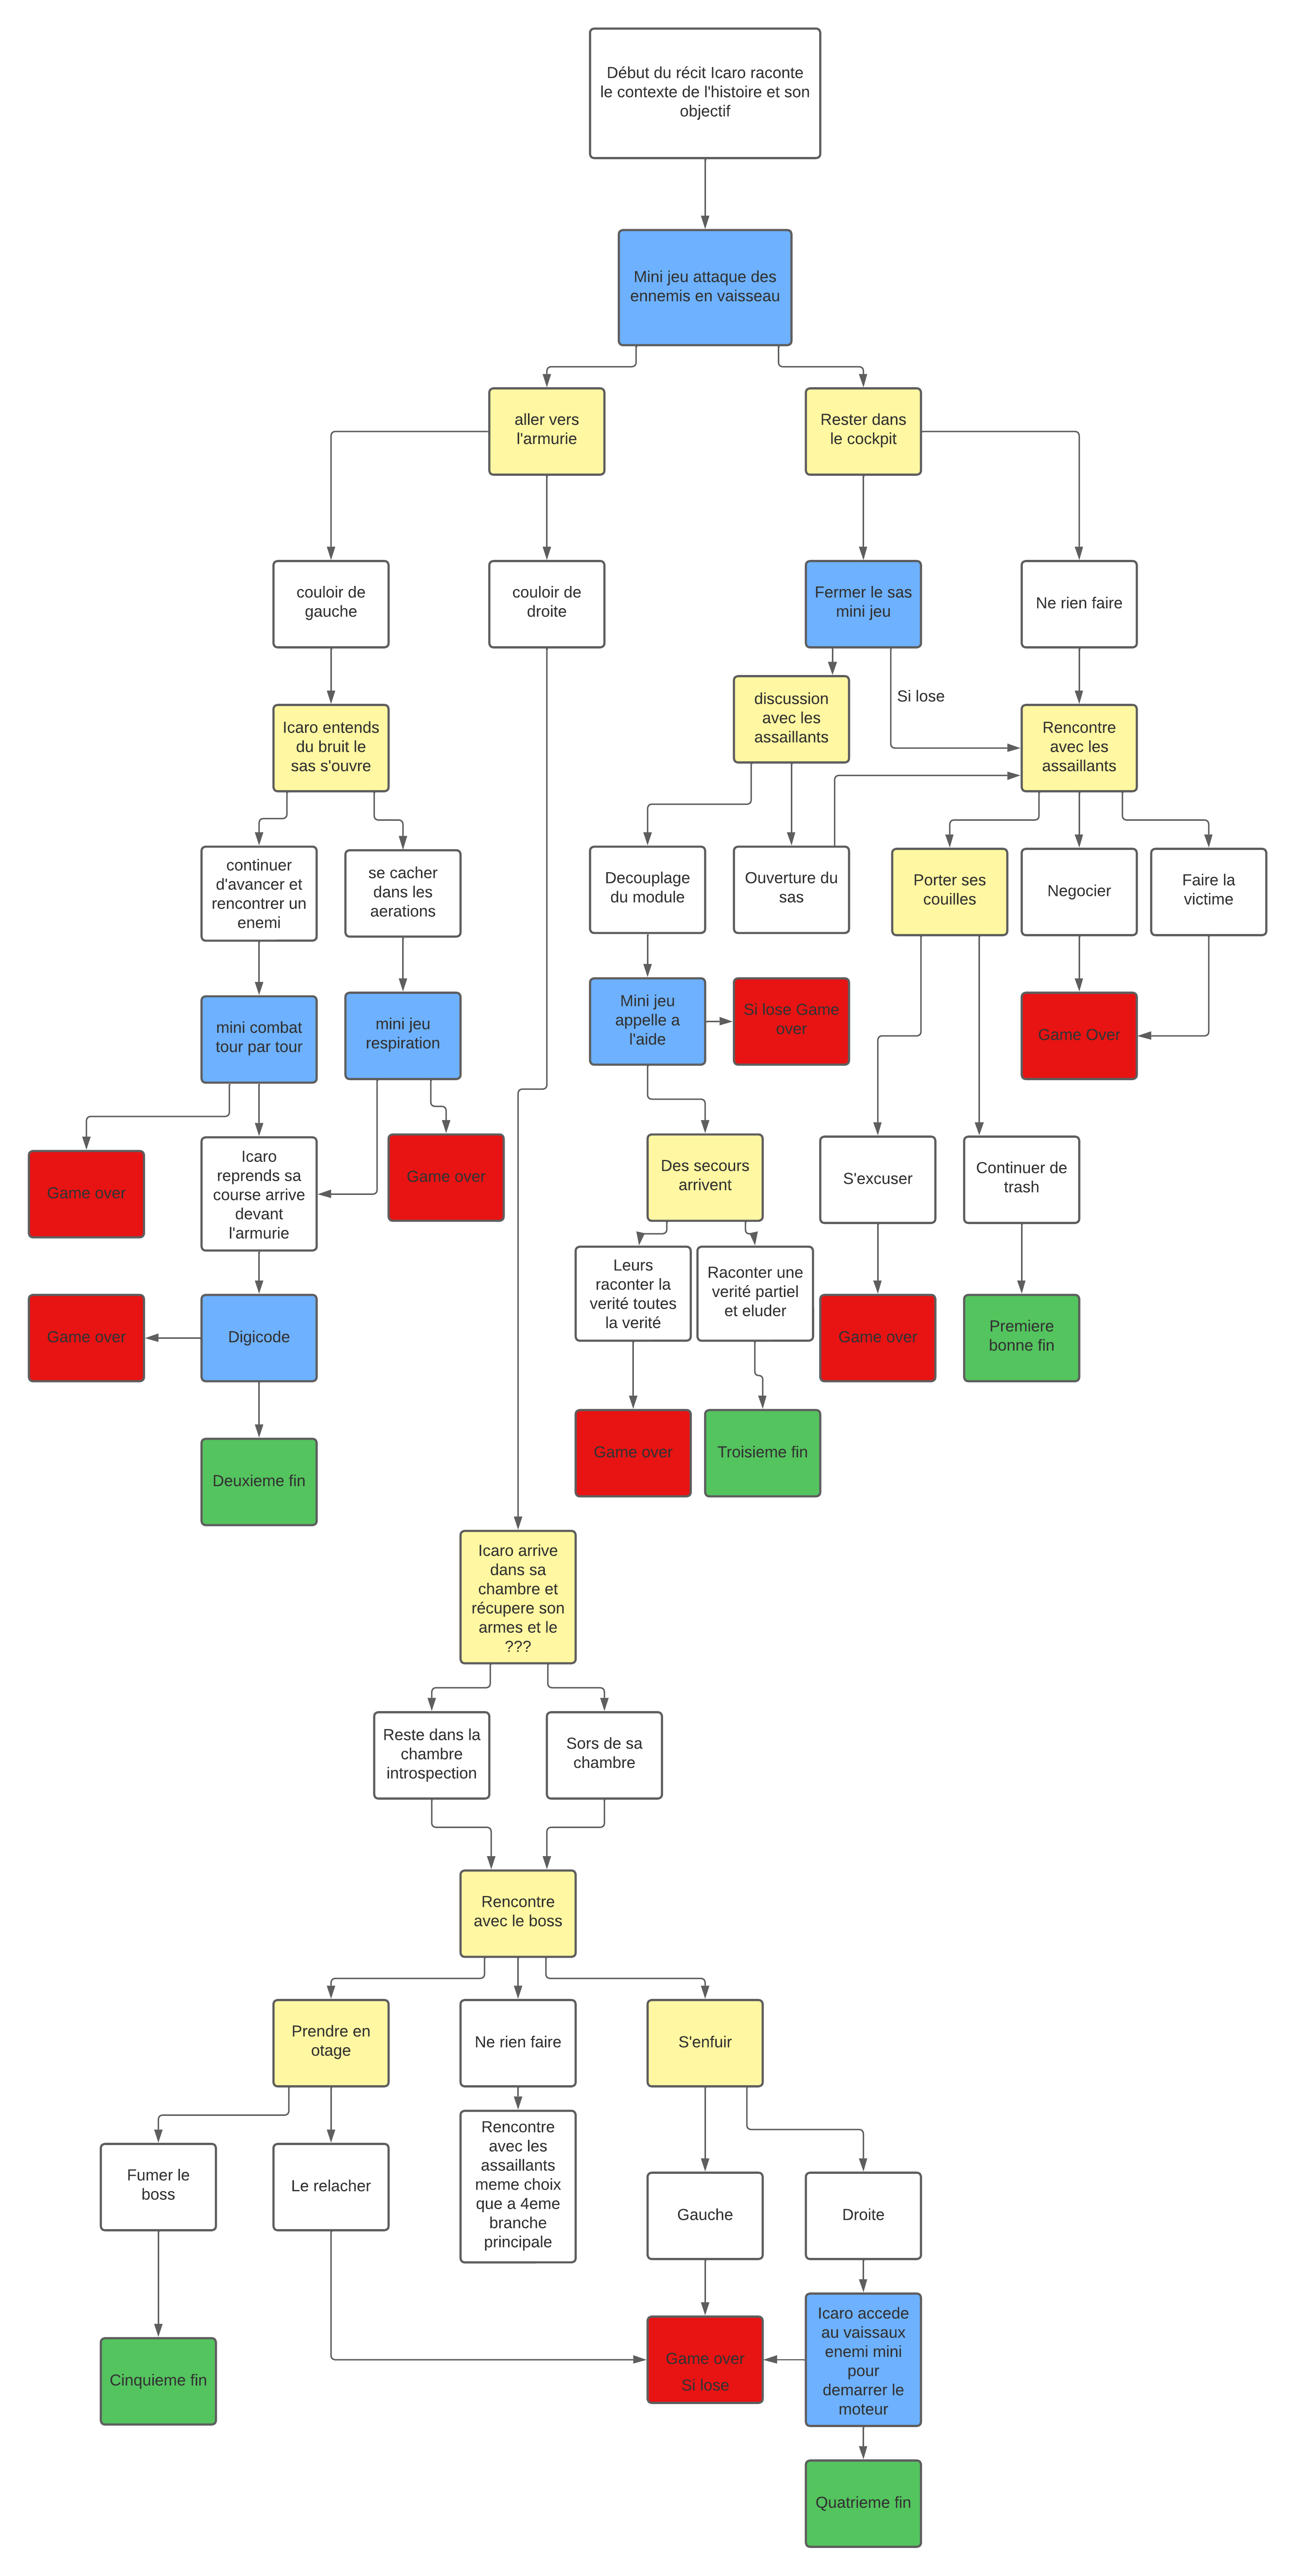 Début du récit Icaro raconte
le contexte de l'histoire et son
objectif
Mini jeu attaque des
ennemis en vaisseau
aller vers
l'armurie
Rester dans
le cockpit
couloir de
gauche
couloir de
droite
Fermer le sas
mini jeu
Ne rien faire
Si lose
Icaro entends
du bruit le
sas s'ouvre
discussion
avec les
assaillants
Rencontre
avec les
assaillants
continuer
d'avancer et
rencontrer un
enemi
se cacher
dans les
aerations
Decouplage
du module
Ouverture du
sas
Porter ses
couilles
Negocier
Faire la
victime
mini combat
tour par tour
mini jeu
respiration
Mini jeu
appelle a
l'aide
Si lose Game
over
Game Over
Game over
Icaro
reprends sa
course arrive
devant
l'armurie
Game over
Des secours
arrivent
S'excuser
Continuer de
trash
Leurs
raconter la
verité toutes
la verité
Raconter une
verité partiel
et eluder
Game over
Digicode
Game over
Premiere
bonne fin
Deuxieme fin
Game over
Troisieme fin
Icaro arrive
dans sa
chambre et
récupere son
armes et le
???
Reste dans la
chambre
introspection
Sors de sa
chambre
Rencontre
avec le boss
Prendre en
otage
Ne rien faire
S'enfuir
Fumer le
boss
Le relacher
Rencontre
avec les
assaillants
meme choix
que a 4eme
branche
principale
Gauche
Droite
Cinquieme fin
Game over
Si lose
Icaro accede
au vaissaux
enemi mini
pour
demarrer le
moteur
Quatrieme fin